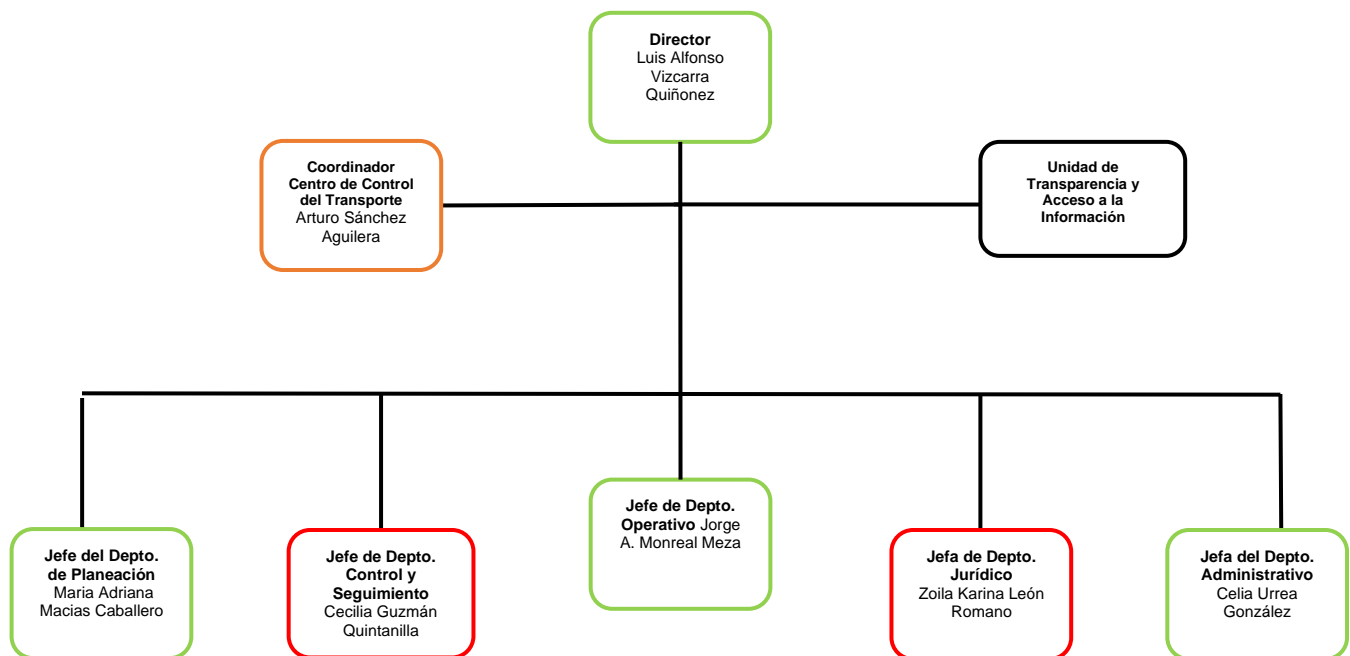 Director
Luis Alfonso
Vizcarra
Quiñonez
Coordinador
Centro de Control
del Transporte
Arturo Sánchez
Aguilera
Unidad de
Transparencia y
Acceso a la
Información
Jefe del Depto.
de Planeación
Maria Adriana
Macias Caballero
Jefe de Depto.
Control y
Seguimiento
Cecilia Guzmán
Quintanilla
Jefe de Depto.
Operativo Jorge
A. Monreal Meza
Jefa de Depto.
Jurídico
Zoila Karina León
Romano
Jefa del Depto.
Administrativo
Celia Urrea
González